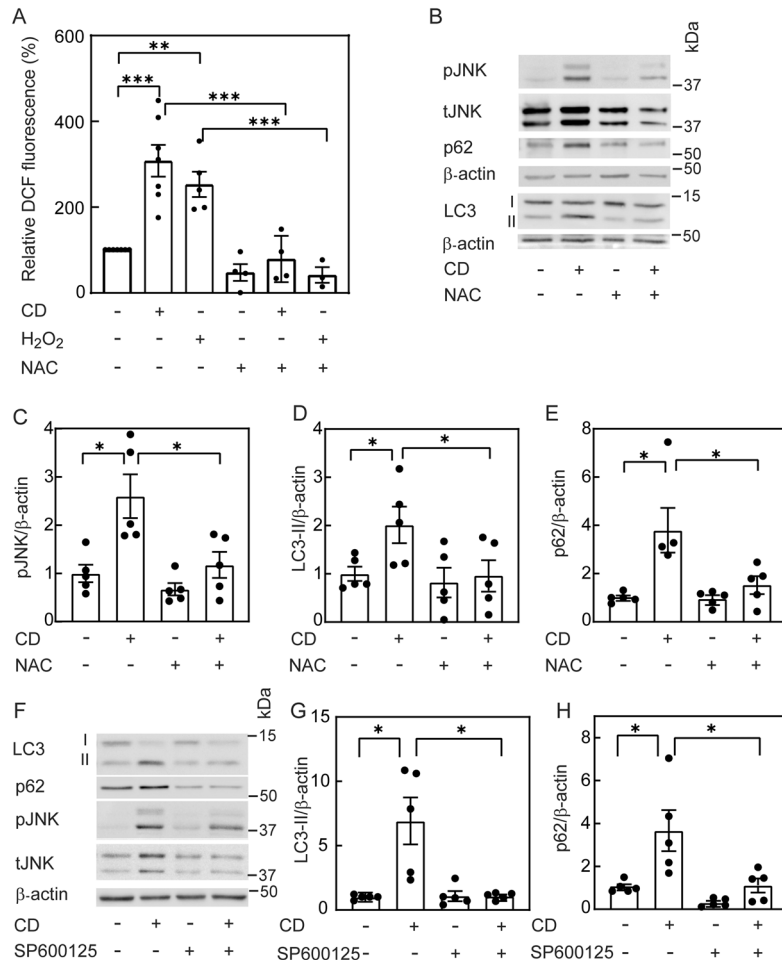 A
Relative DCF fluorescence (%)
600
400
200
0
**
***
***
***
CD - + - - + -
H₂O₂ - - + - - +
NAC - - - + + +
B
kDa
pJNK
37
tJNK
37
p62
50
β-actin
50
15
LC3 I
II
50
β-actin
CD - + - +
NAC - - + +
C
pJNK/β-actin
4
3
2
1
0
* *
CD - + - +
NAC - - + +
D
LC3-II/β-actin
4
3
2
1
0
* *
CD - + - +
NAC - - + +
E
p62/β-actin
8
6
4
2
0
* *
CD - + - +
NAC - - + +
F
kDa
LC3 I
II
15
p62
50
pJNK
37
tJNK
37
β-actin
50
CD - + - +
SP600125 - - + +
G
LC3-II/β-actin
15
10
5
0
* *
CD - + - +
SP600125 - - + +
H
p62/β-actin
8
6
4
2
0
* *
CD - + - +
SP600125 - - + +